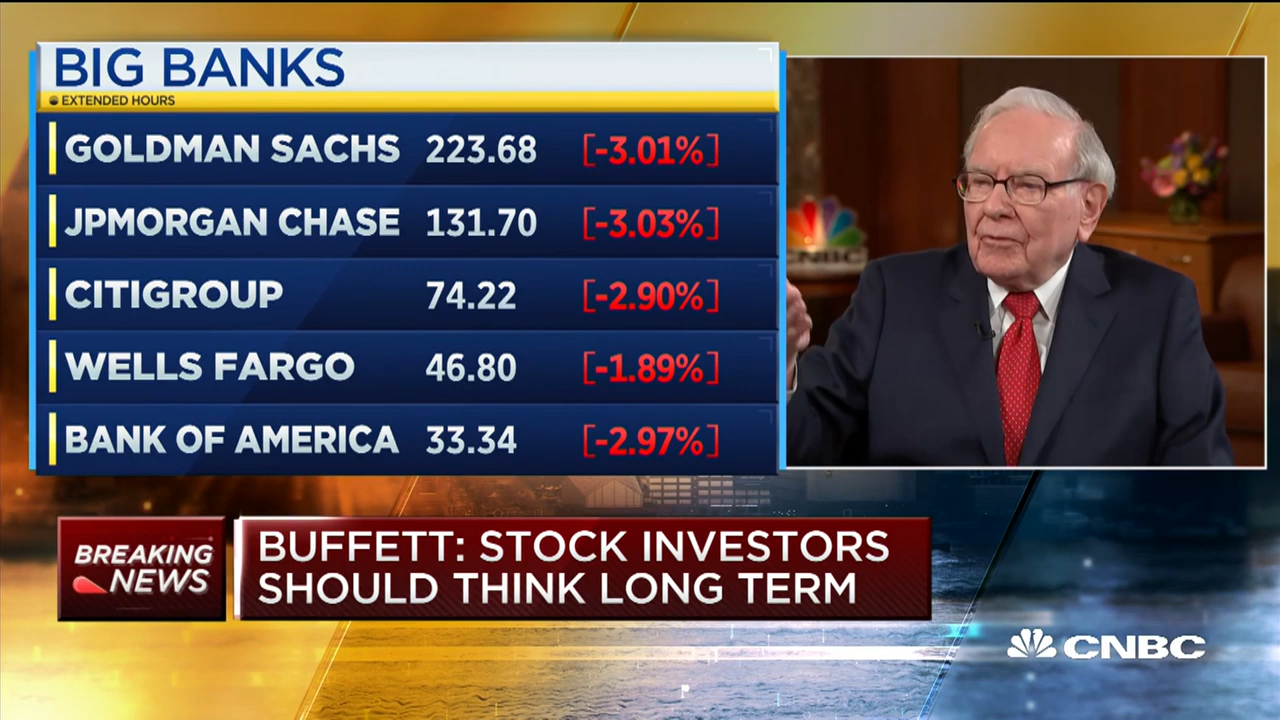 BIG BANKS
EXTENDED HOURS
GOLDMAN SACHS 223.68 [-3.01%]
JPMORGAN CHASE 131.70 [-3.03%]
CITIGROUP 74.22 [-2.90%]
WELLS FARGO 46.80 [-1.89%]
BANK OF AMERICA 33.34 [-2.97%]
CNBC
BREAKING
NEWS
BUFFETT: STOCK INVESTORS
SHOULD THINK LONG TERM
CNBC